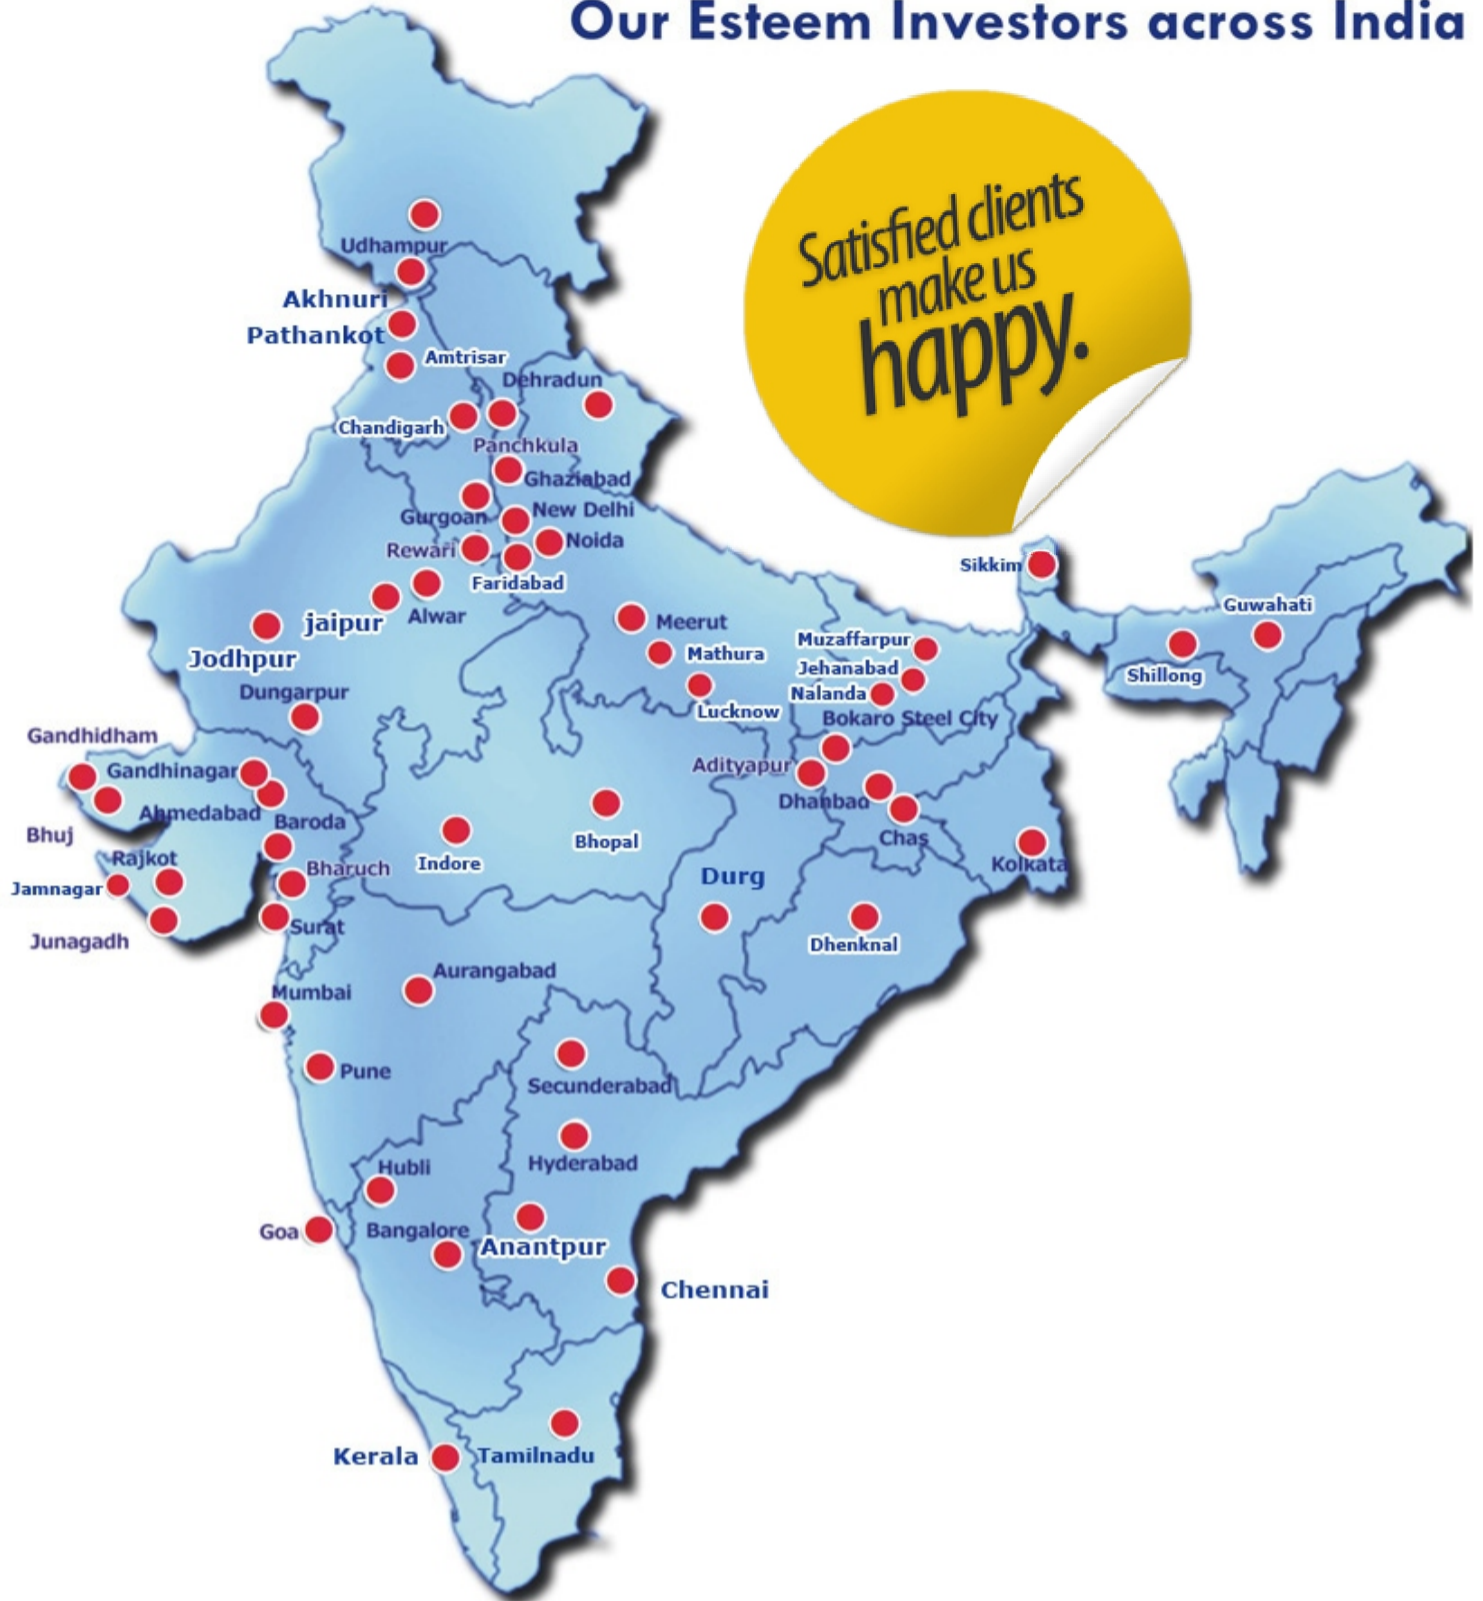 Our Esteem Investors across India
Satisfied clients
make us
happy.
Udhampur
Akhnuri
Pathankot
Amtrisar
Dehradun
Chandigarh
Panchkula
Ghaziabad
Gurgoan
New Delhi
Noida
Rewari
Faridabad
Sikkim
Guwahati
jaipur
Alwar
Meerut
Muzaffarpur
Mathura
Jehanabad
Shillong
Jodhpur
Nalanda
Dungarpur
Lucknow
Bokaro Steel City
Gandhidham
Gandhinagar
Adityapur
Dhanbad
Ahmedabad
Baroda
Bhuj
Bhopal
Chas
Rajkot
Indore
Kolkata
Bharuch
Durg
Jamnagar
Surat
Junagadh
Dhenknal
Aurangabad
Mumbai
Pune
Secunderabad
Hyderabad
Hubli
Goa
Bangalore
Anantpur
Chennai
Kerala
Tamilnadu